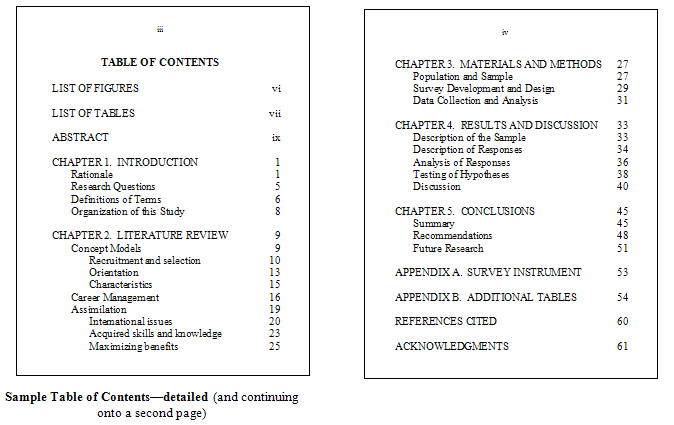 iii
TABLE OF CONTENTS
LIST OF FIGURES vi
LIST OF TABLES vii
ABSTRACT ix
CHAPTER 1. INTRODUCTION 1
Rationale 1
Research Questions 5
Definitions of Terms 6
Organization of this Study 8
CHAPTER 2. LITERATURE REVIEW 9
Concept Models 9
Recruitment and selection 10
Orientation 13
Characteristics 15
Career Management 16
Assimilation 19
International issues 20
Acquired skills and knowledge 23
Maximizing benefits 25
Sample Table of Contents—detailed (and continuing
onto a second page)
iv
CHAPTER 3. MATERIALS AND METHODS 27
Population and Sample 27
Survey Development and Design 29
Data Collection and Analysis 31
CHAPTER 4. RESULTS AND DISCUSSION 33
Description of the Sample 33
Description of Responses 34
Analysis of Responses 36
Testing of Hypotheses 38
Discussion 40
CHAPTER 5. CONCLUSIONS 45
Summary 45
Recommendations 48
Future Research 51
APPENDIX A. SURVEY INSTRUMENT 53
APPENDIX B. ADDITIONAL TABLES 54
REFERENCES CITED 60
ACKNOWLEDGMENTS 61